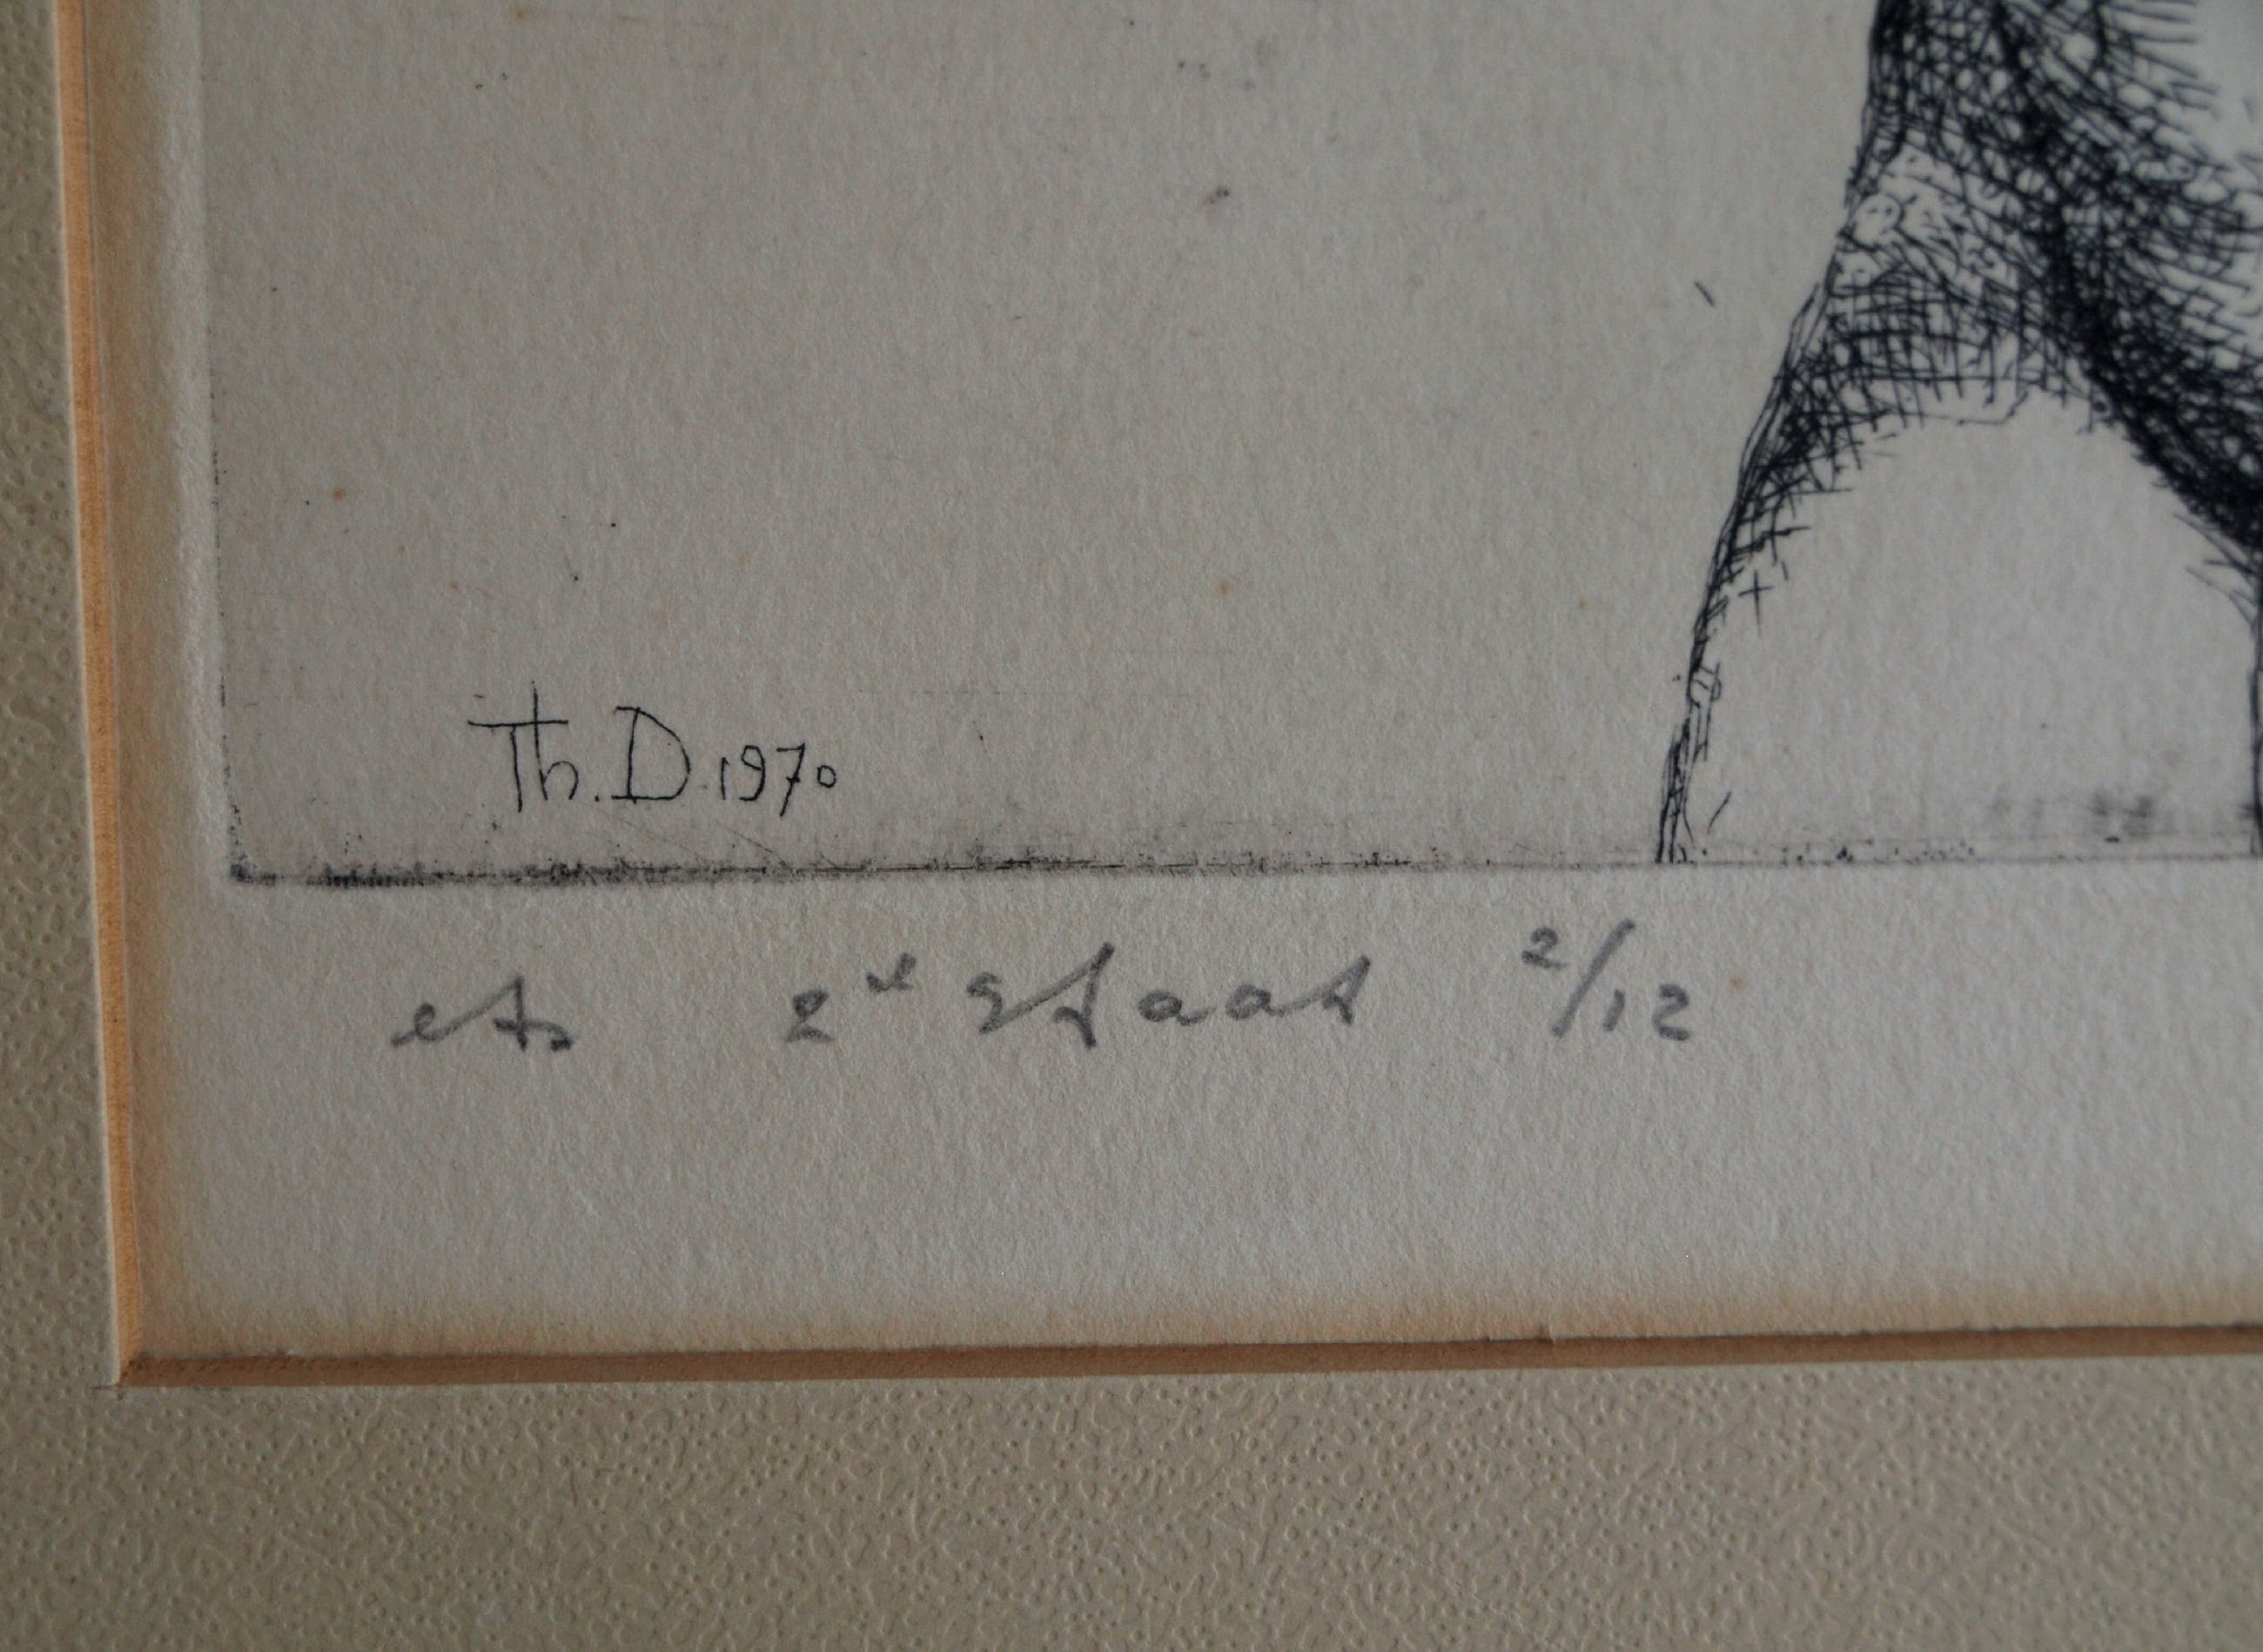 Th. D. 1970
ets 2e staat 2/12